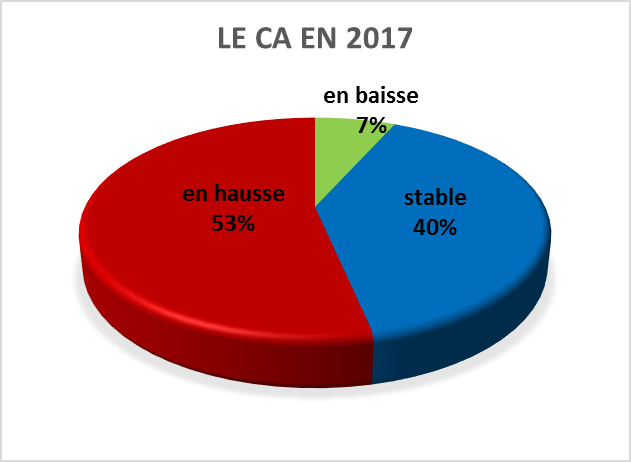 LE CA EN 2017
en baisse
7%
en hausse
53%
stable
40%